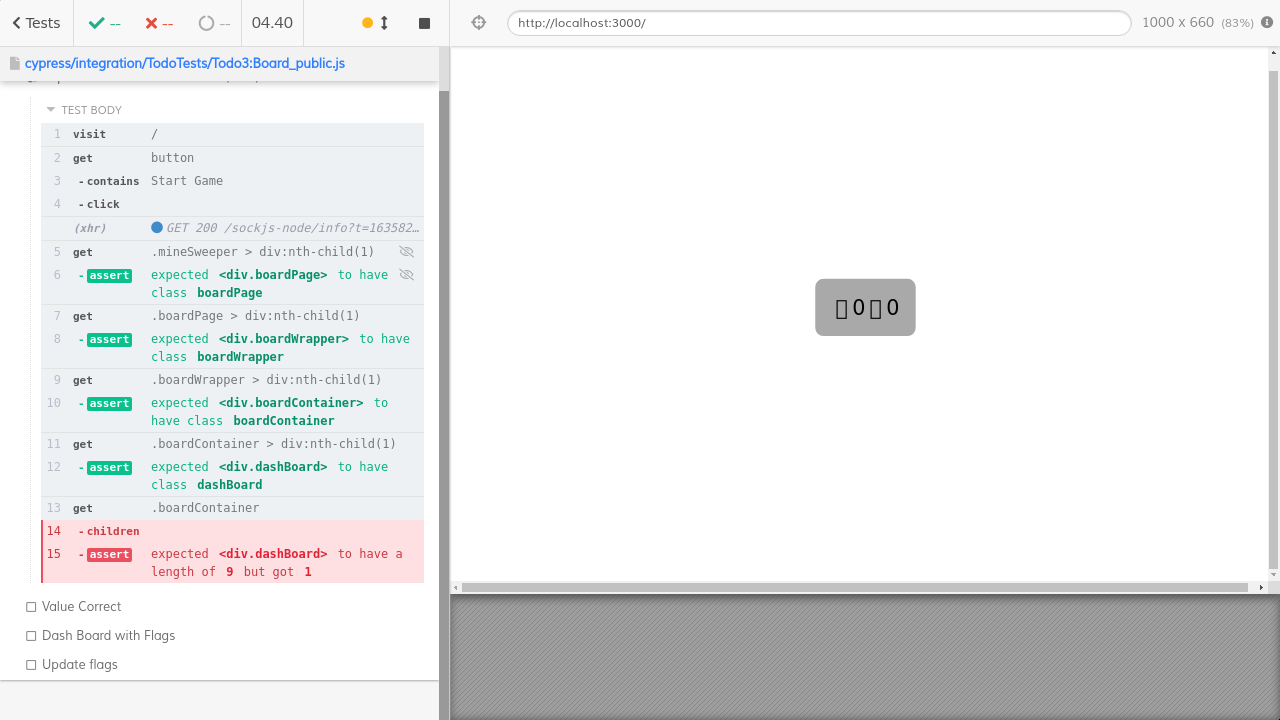 Tests -- -- -- 04.40 http://localhost:3000/ 1000 x 660 (83%)
cypress/integration/TodoTests/Todo3:Board_public.js
TEST BODY
1 visit /
2 get button
3 - contains Start Game
4 - click
(xhr) GET 200 /sockjs-node/info?t=163582…
5 get .mineSweeper > div:nth-child(1)
6 - assert expected <div.boardPage> to have
class boardPage
7 get .boardPage > div:nth-child(1)
8 - assert expected <div.boardWrapper> to have
class boardWrapper
9 get .boardWrapper > div:nth-child(1)
10 - assert expected <div.boardContainer> to
have class boardContainer
11 get .boardContainer > div:nth-child(1)
12 - assert expected <div.dashBoard> to have
class dashBoard
13 get .boardContainer
14 - children
15 - assert expected <div.dashBoard> to have a
length of 9 but got 1
Value Correct
Dash Board with Flags
Update flags
0 0